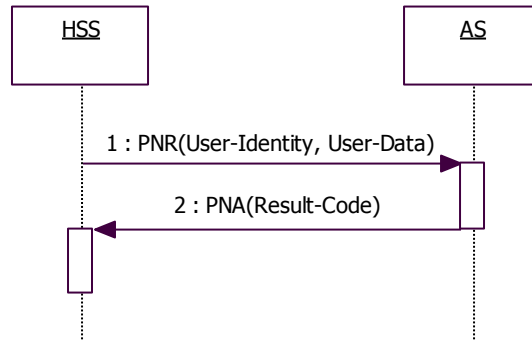 HSS
AS
1 : PNR(User-Identity, User-Data)
2 : PNA(Result-Code)